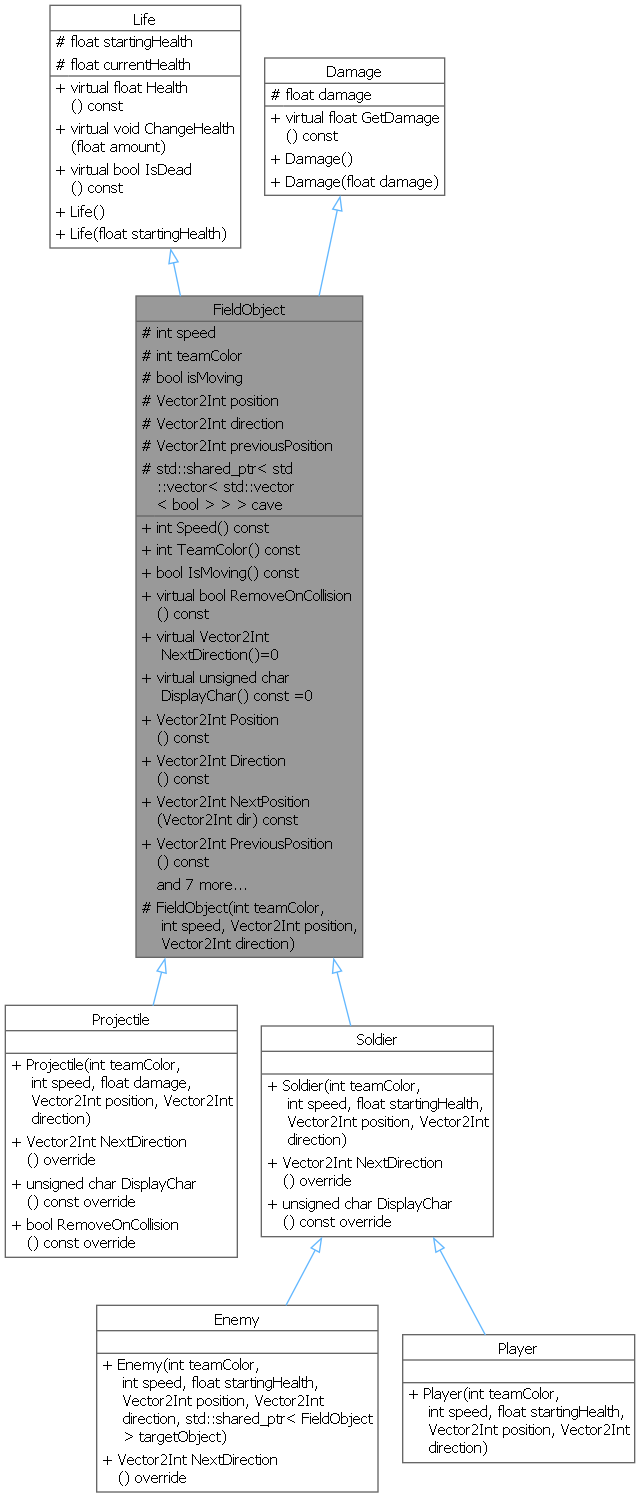 Life
# float startingHealth
# float currentHealth
+ virtual float Health
() const
+ virtual void ChangeHealth
(float amount)
+ virtual bool IsDead
() const
+ Life()
+ Life(float startingHealth)
Damage
# float damage
+ virtual float GetDamage
() const
+ Damage()
+ Damage(float damage)
FieldObject
# int speed
# int teamColor
# bool isMoving
# Vector2Int position
# Vector2Int direction
# Vector2Int previousPosition
# std::shared_ptr< std
::vector< std::vector
< bool > > > cave
+ int Speed() const
+ int TeamColor() const
+ bool IsMoving() const
+ virtual bool RemoveOnCollision
() const
+ virtual Vector2Int
NextDirection()=0
+ virtual unsigned char
DisplayChar() const =0
+ Vector2Int Position
() const
+ Vector2Int Direction
() const
+ Vector2Int NextPosition
(Vector2Int dir) const
+ Vector2Int PreviousPosition
() const
and 7 more...
# FieldObject(int teamColor,
int speed, Vector2Int position,
Vector2Int direction)
Projectile
+ Projectile(int teamColor,
int speed, float damage,
Vector2Int position, Vector2Int
direction)
+ Vector2Int NextDirection
() override
+ unsigned char DisplayChar
() const override
+ bool RemoveOnCollision
() const override
Soldier
+ Soldier(int teamColor,
int speed, float startingHealth,
Vector2Int position, Vector2Int
direction)
+ Vector2Int NextDirection
() override
+ unsigned char DisplayChar
() const override
Enemy
+ Enemy(int teamColor,
int speed, float startingHealth,
Vector2Int position, Vector2Int
direction, std::shared_ptr< FieldObject
> targetObject)
+ Vector2Int NextDirection
() override
Player
+ Player(int teamColor,
int speed, float startingHealth,
Vector2Int position, Vector2Int
direction)